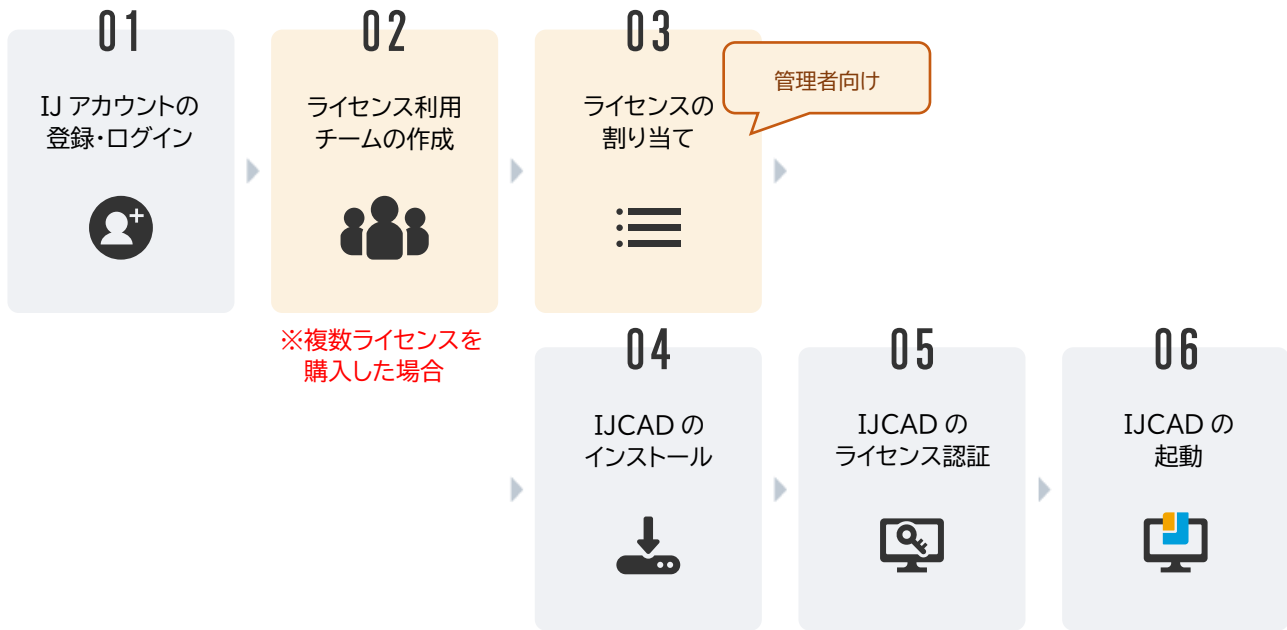 01
IJ アカウントの
登録・ログイン
02
ライセンス利用
チームの作成
※複数ライセンスを
購入した場合
03
ライセンスの
割り当て
管理者向け
04
IJCAD の
インストール
05
IJCAD の
ライセンス認証
06
IJCAD の
起動